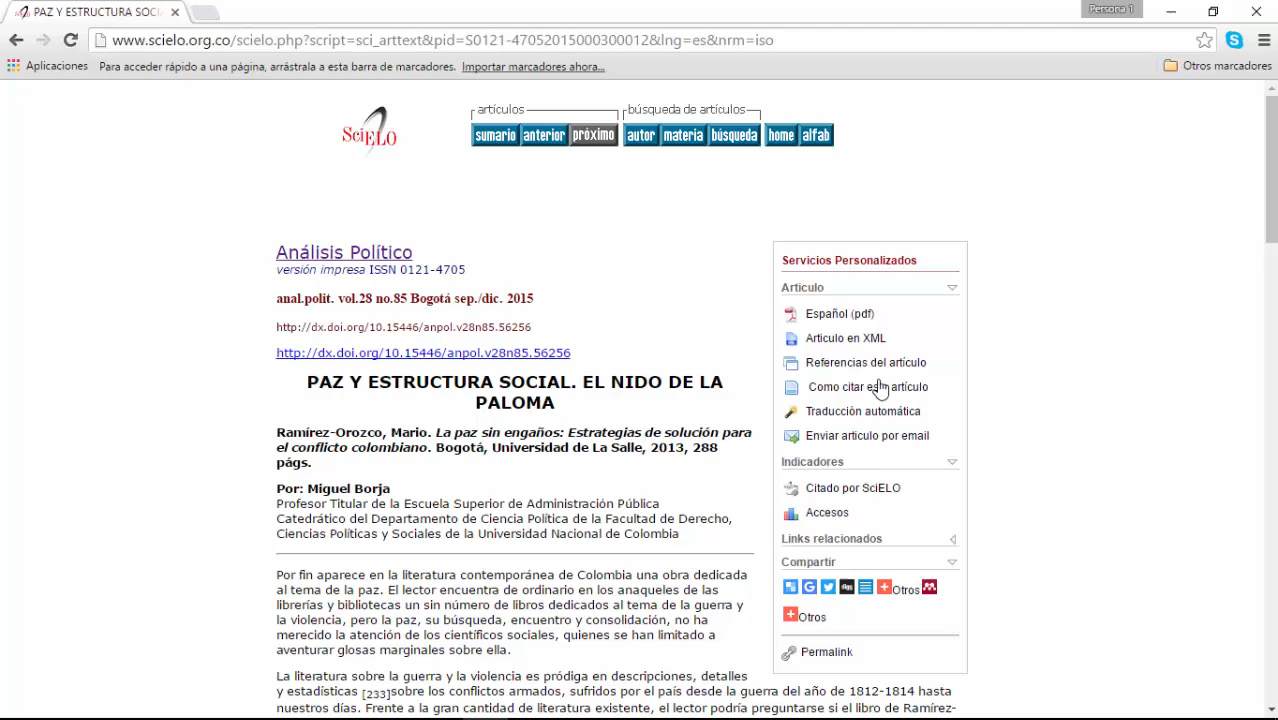 PAZ Y ESTRUCTURA SOCI
Persona 1
www.scielo.org.co/scielo.php?script=sci_arttext&pid=S0121-47052015000300012&lng=es&nrm=iso
Aplicaciones Para acceder rápido a una página, arrástrala a esta barra de marcadores. Importar marcadores ahora... Otros marcadores
artículos búsqueda de artículos
SciELO
sumario anterior próximo autor materia búsqueda home alfab
Análisis Político
versión impresa ISSN 0121-4705
anal.polit. vol.28 no.85 Bogotá sep./dic. 2015
http://dx.doi.org/10.15446/anpol.v28n85.56256
http://dx.doi.org/10.15446/anpol.v28n85.56256
PAZ Y ESTRUCTURA SOCIAL. EL NIDO DE LA
PALOMA
Ramírez-Orozco, Mario. La paz sin engaños: Estrategias de solución para
el conflicto colombiano. Bogotá, Universidad de La Salle, 2013, 288
págs.
Por: Miguel Borja
Profesor Titular de la Escuela Superior de Administración Pública
Catedrático del Departamento de Ciencia Política de la Facultad de Derecho,
Ciencias Políticas y Sociales de la Universidad Nacional de Colombia
Por fin aparece en la literatura contemporánea de Colombia una obra dedicada
al tema de la paz. El lector encuentra de ordinario en los anaqueles de las
librerías y bibliotecas un sin número de libros dedicados al tema de la guerra y
la violencia, pero la paz, su búsqueda, encuentro y consolidación, no ha
merecido la atención de los científicos sociales, quienes se han limitado a
aventurar glosas marginales sobre ella.
La literatura sobre la guerra y la violencia es pródiga en descripciones, detalles
y estadísticas [233]sobre los conflictos armados, sufridos por el país desde la guerra del año de 1812-1814 hasta
nuestros días. Frente a la gran cantidad de literatura existente, el lector podría preguntarse si el libro de Ramírez-
Servicios Personalizados
Articulo
Español (pdf)
Articulo en XML
Referencias del artículo
Como citar este artículo
Traducción automática
Enviar articulo por email
Indicadores
Citado por SciELO
Accesos
Links relacionados
Compartir
Otros
Otros
Permalink